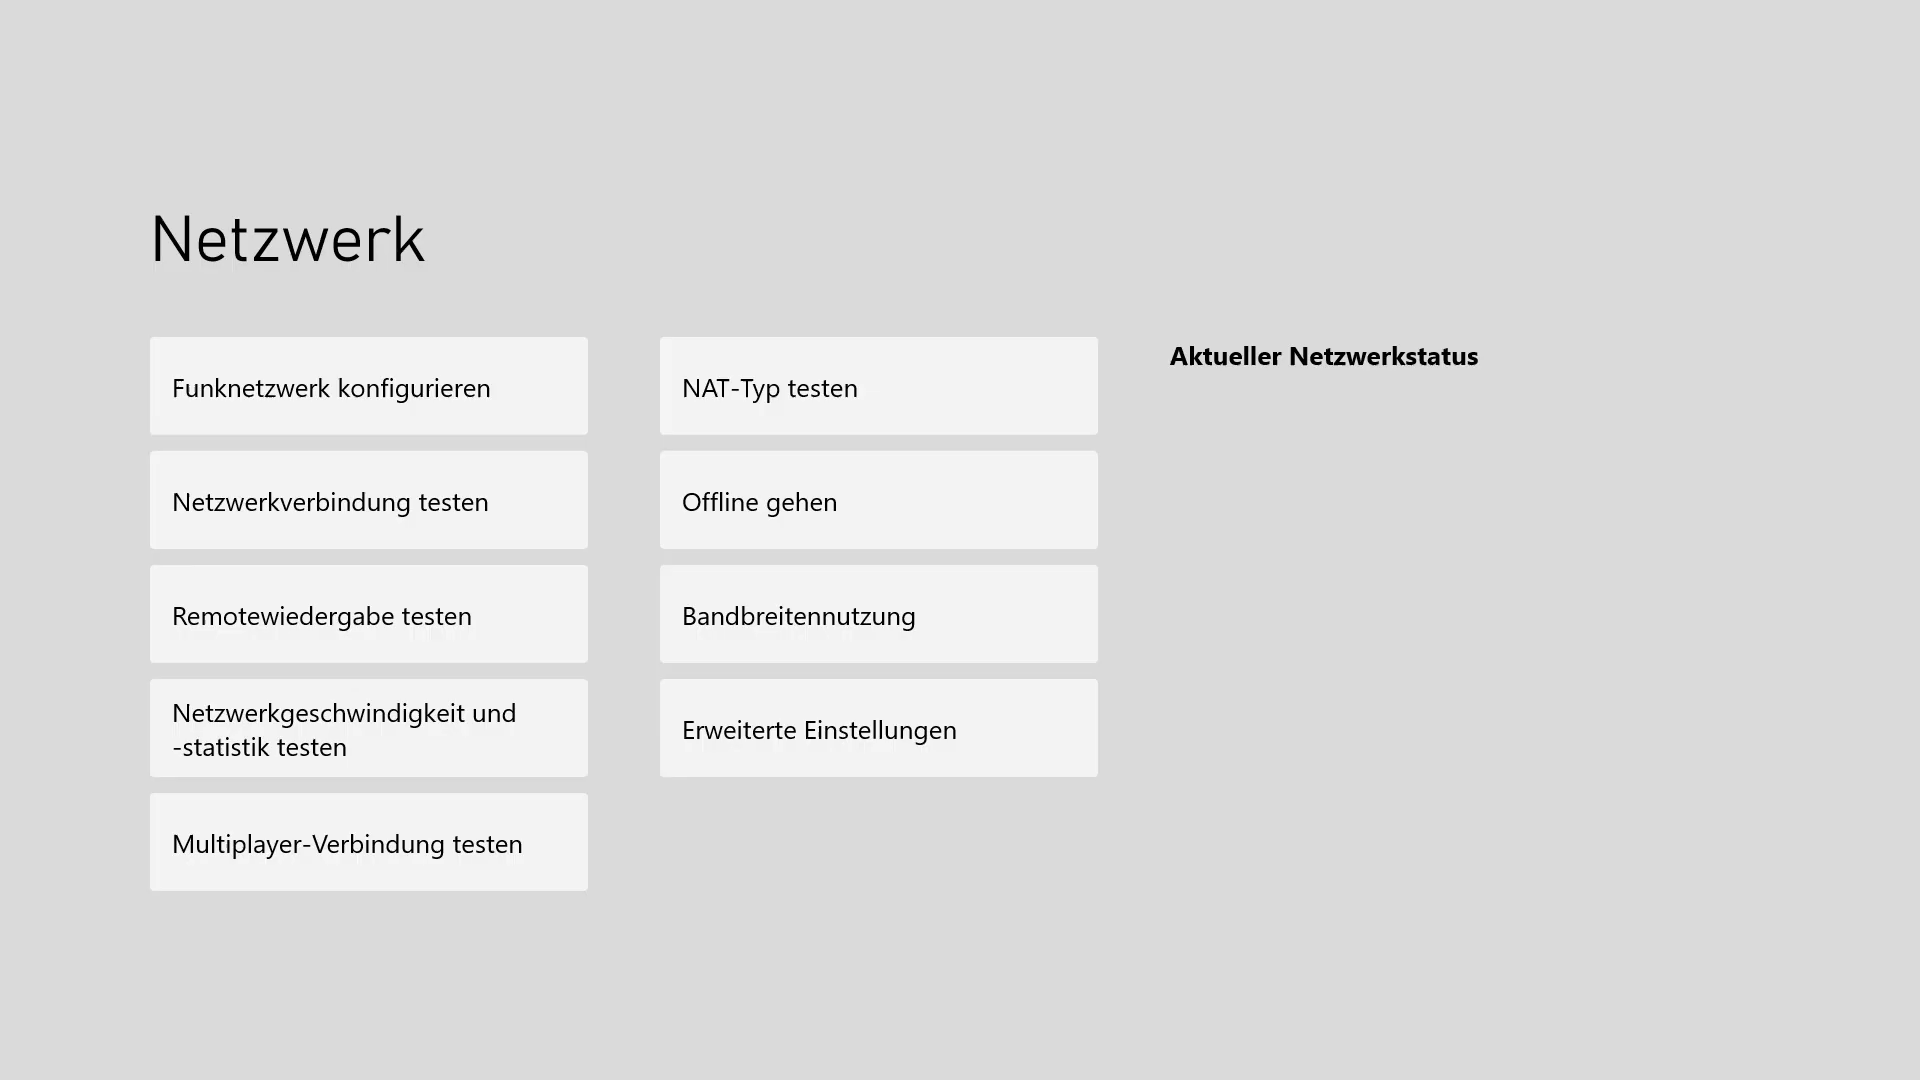 Netzwerk
Funknetzwerk konfigurieren
Netzwerkverbindung testen
Remotewiedergabe testen
Netzwerkgeschwindigkeit und
-statistik testen
Multiplayer-Verbindung testen
NAT-Typ testen
Offline gehen
Bandbreitennutzung
Erweiterte Einstellungen
Aktueller Netzwerkstatus